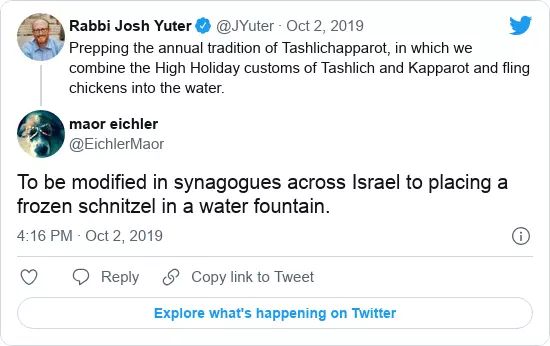 Rabbi Josh Yuter @JYuter · Oct 2, 2019
Prepping the annual tradition of Tashlichapparot, in which we
combine the High Holiday customs of Tashlich and Kapparot and fling
chickens into the water.
maor eichler
@EichlerMaor
To be modified in synagogues across Israel to placing a
frozen schnitzel in a water fountain.
4:16 PM · Oct 2, 2019
Reply Copy link to Tweet
Explore what's happening on Twitter